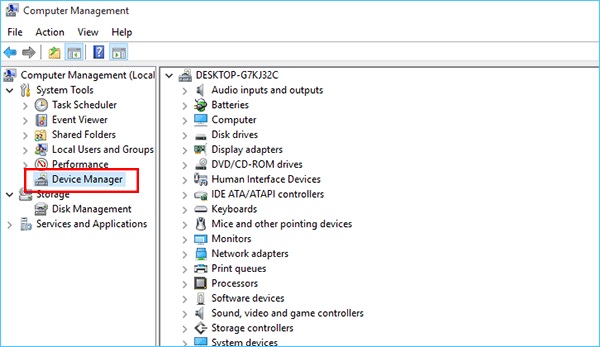 Computer Management
File Action View Help
Computer Management (Local
System Tools
Task Scheduler
Event Viewer
Shared Folders
Local Users and Groups
Performance
Device Manager
Storage
Disk Management
Services and Applications
DESKTOP-G7KJ32C
Audio inputs and outputs
Batteries
Computer
Disk drives
Display adapters
DVD/CD-ROM drives
Human Interface Devices
IDE ATA/ATAPI controllers
Keyboards
Mice and other pointing devices
Monitors
Network adapters
Print queues
Processors
Software devices
Sound, video and game controllers
Storage controllers
System devices